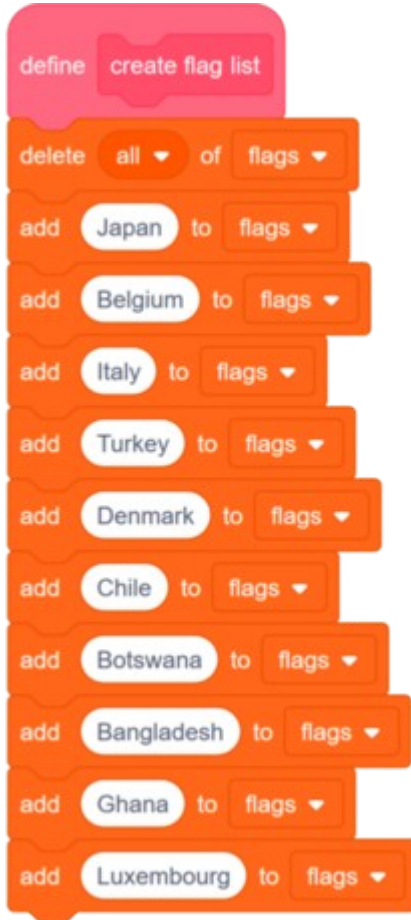 define create flag list
delete all of flags
add Japan to flags
add Belgium to flags
add Italy to flags
add Turkey to flags
add Denmark to flags
add Chile to flags
add Botswana to flags
add Bangladesh to flags
add Ghana to flags
add Luxembourg to flags